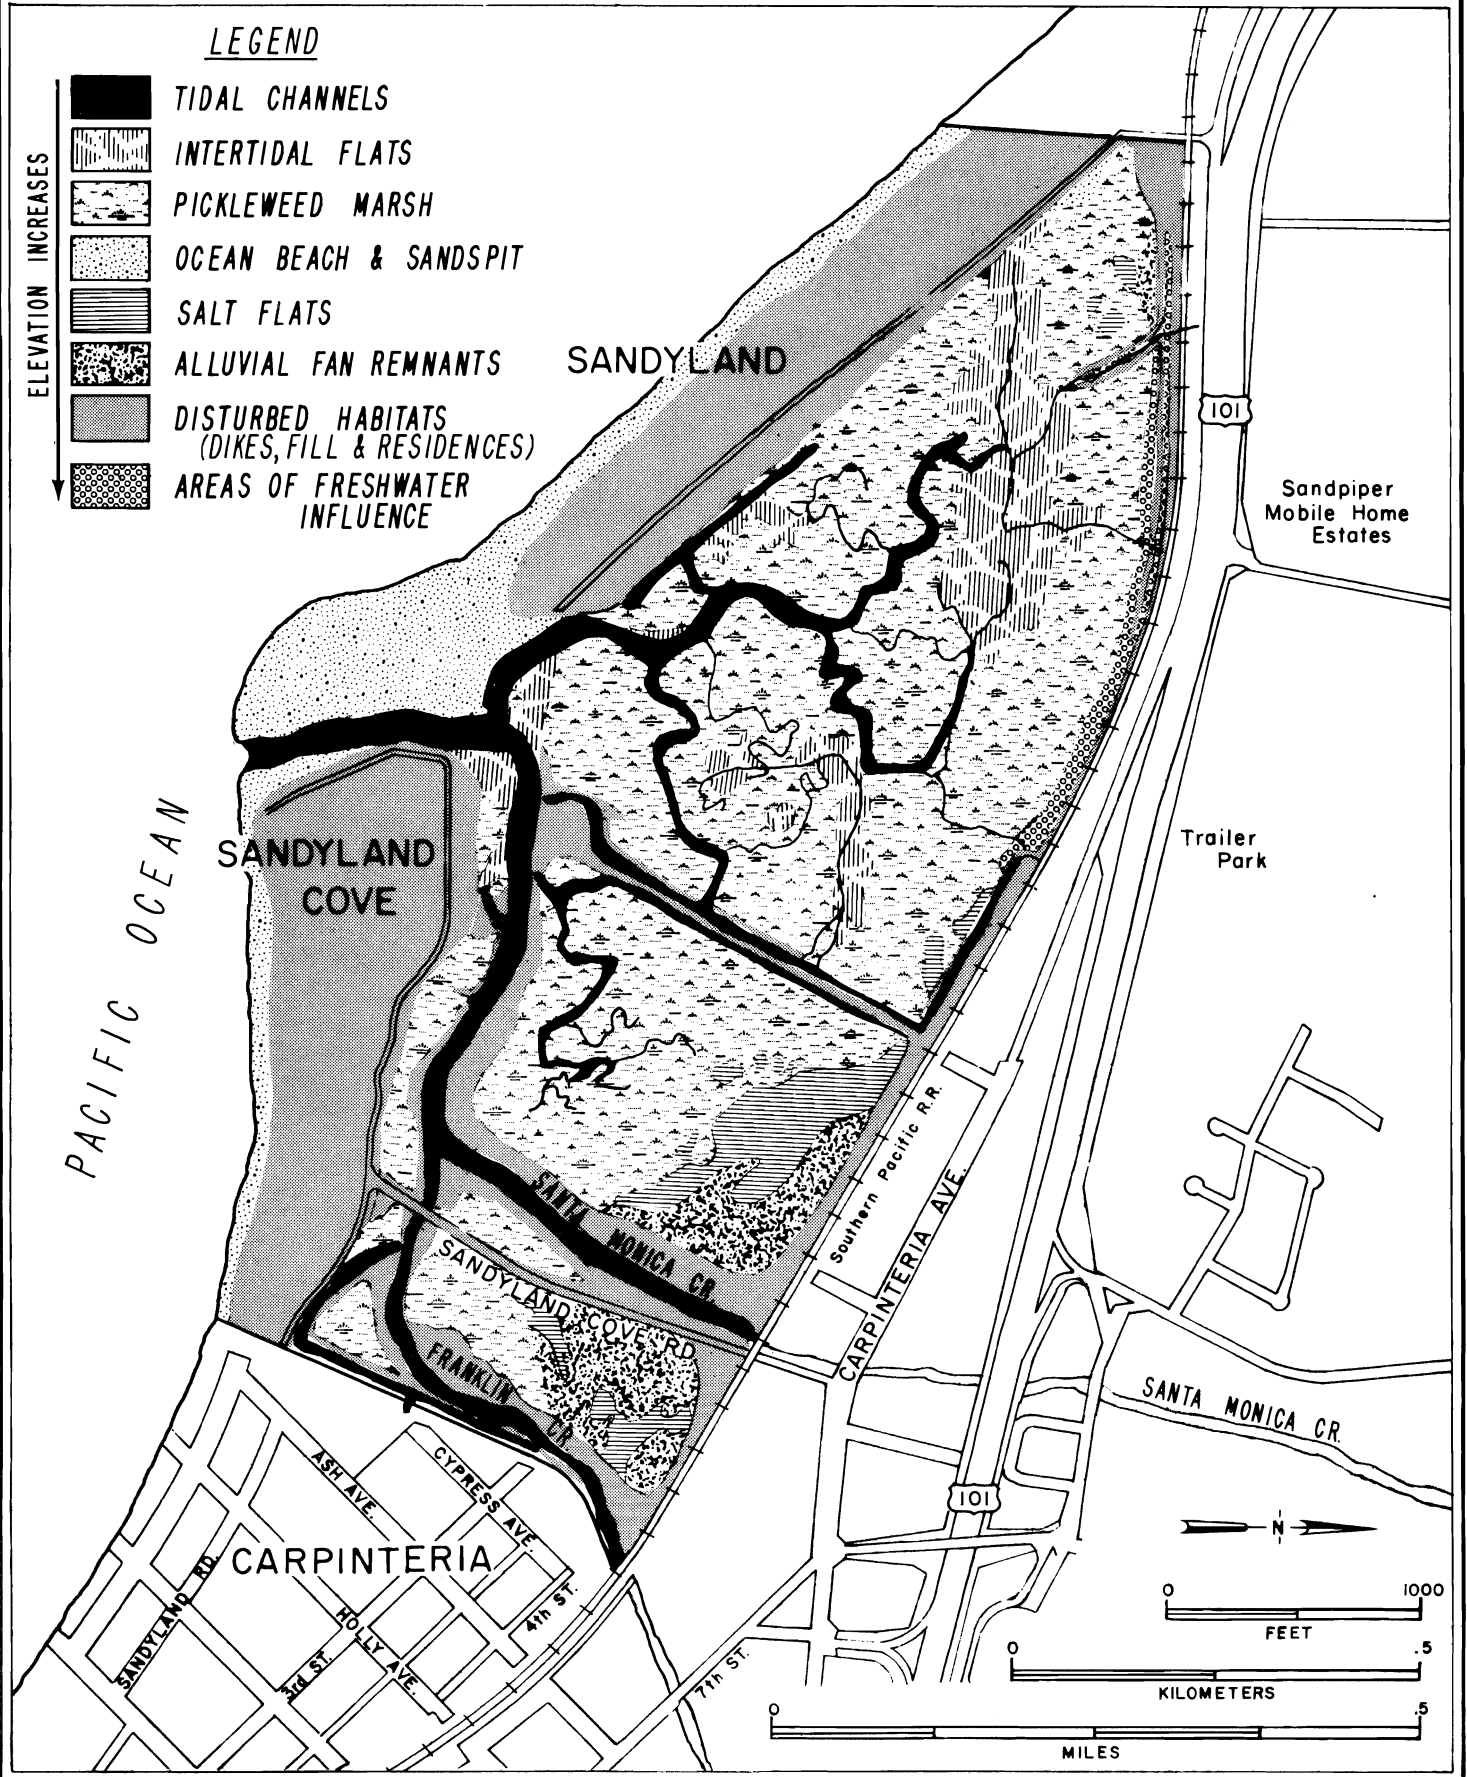 LEGEND
ELEVATION INCREASES
TIDAL CHANNELS
INTERTIDAL FLATS
PICKLEWEED MARSH
OCEAN BEACH & SANDSPIT
SALT FLATS
ALLUVIAL FAN REMNANTS
DISTURBED HABITATS
(DIKES, FILL & RESIDENCES)
AREAS OF FRESHWATER
INFLUENCE
SANDYLAND
101
Sandpiper
Mobile Home
Estates
SANDYLAND
COVE
PACIFIC OCEAN
Trailer
Park
Southern Pacific R.R.
CARPINTERIA AVE.
SANTA MONICA CR.
SANDYLAND COVE RD
FRANKLIN CR
SANTA MONICA CR.
101
ASH AVE.
CYPRESS AVE.
CARPINTERIA
SANDYLAND RD.
HOLLY AVE.
3rd ST.
4th ST.
7th ST.
N
0 1000
FEET
0 .5
KILOMETERS
0 .5
MILES